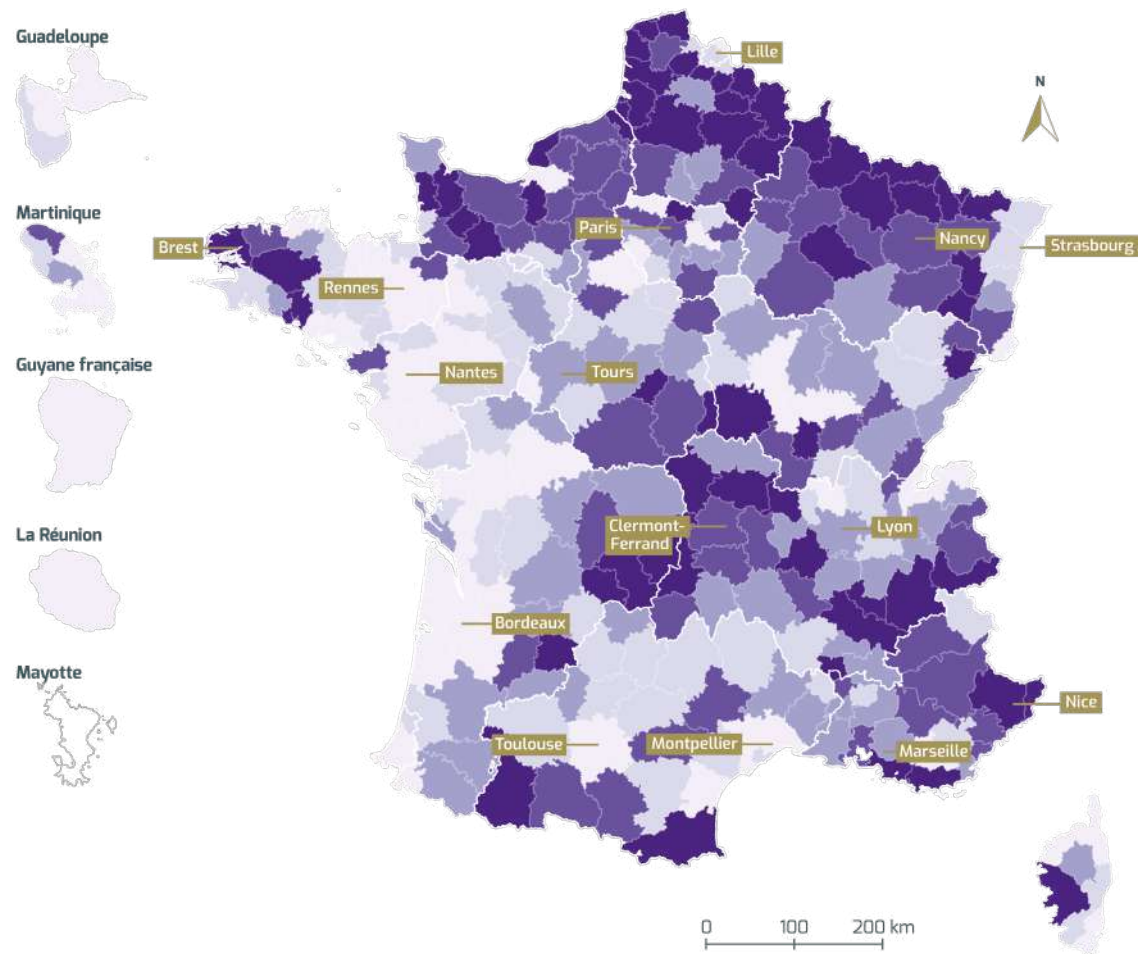 Guadeloupe
Lille
N
Martinique
Paris
Brest
Nancy
Strasbourg
Rennes
Guyane française
Nantes
Tours
La Réunion
Clermont-
Ferrand
Lyon
Bordeaux
Mayotte
Nice
Toulouse
Montpellier
Marseille
0 100 200 km